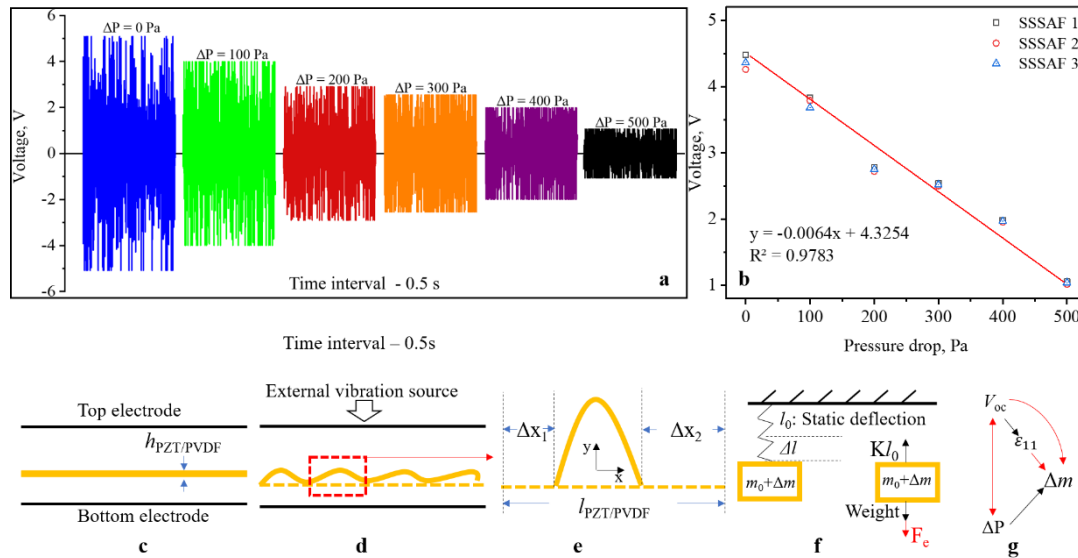 ΔP = 0 Pa
ΔP = 100 Pa
ΔP = 200 Pa
ΔP = 300 Pa
ΔP = 400 Pa
ΔP = 500 Pa
6
4
2
0
-2
-4
-6
Voltage, V
Time interval - 0.5 s
a
5
4
3
2
1
Voltage, V
SSSAF 1
SSSAF 2
SSSAF 3
y = -0.0064x + 4.3254
R² = 0.9783
b
0 100 200 300 400 500
Pressure drop, Pa
Time interval – 0.5s
Top electrode
hPZT/PVDF
Bottom electrode
c
External vibration source
d
Δx1
Δx2
y
x
lPZT/PVDF
e
l0: Static deflection
Δl
m0+Δm
Kl0
m0+Δm
Weight
Fe
f
Voc
ε11
Δm
ΔP
g